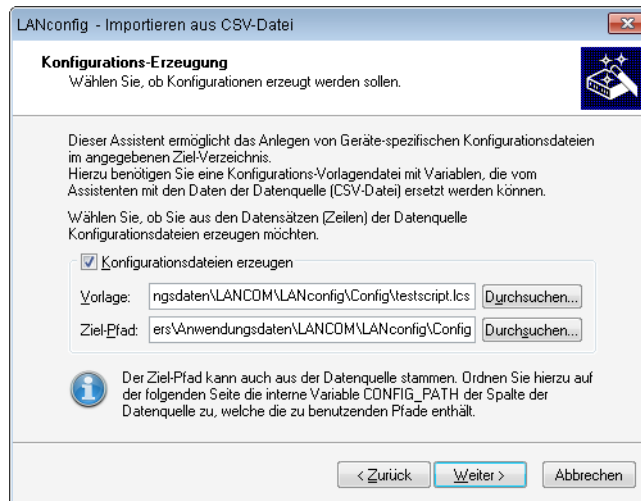 LANconfig - Importieren aus CSV-Datei
Konfigurations-Erzeugung
Wählen Sie, ob Konfigurationen erzeugt werden sollen.
Dieser Assistent ermöglicht das Anlegen von Geräte-spezifischen Konfigurationsdateien
im angegebenen Ziel-Verzeichnis.
Hierzu benötigen Sie eine Konfigurations-Vorlagendatei mit Variablen, die vom
Assistenten mit den Daten der Datenquelle (CSV-Datei) ersetzt werden können.
Wählen Sie, ob Sie aus den Datensätzen (Zeilen) der Datenquelle
Konfigurationsdateien erzeugen möchten.
Konfigurationsdateien erzeugen
Vorlage: ngsdaten\LANCOM\LANconfig\Config\testscript.lcs Durchsuchen...
Ziel-Pfad: ers\Anwendungsdaten\LANCOM\LANconfig\Config Durchsuchen...
Der Ziel-Pfad kann auch aus der Datenquelle stammen. Ordnen Sie hierzu auf
der folgenden Seite die interne Variable CONFIG_PATH der Spalte der
Datenquelle zu, welche die zu benutzenden Pfade enthält.
< Zurück Weiter > Abbrechen